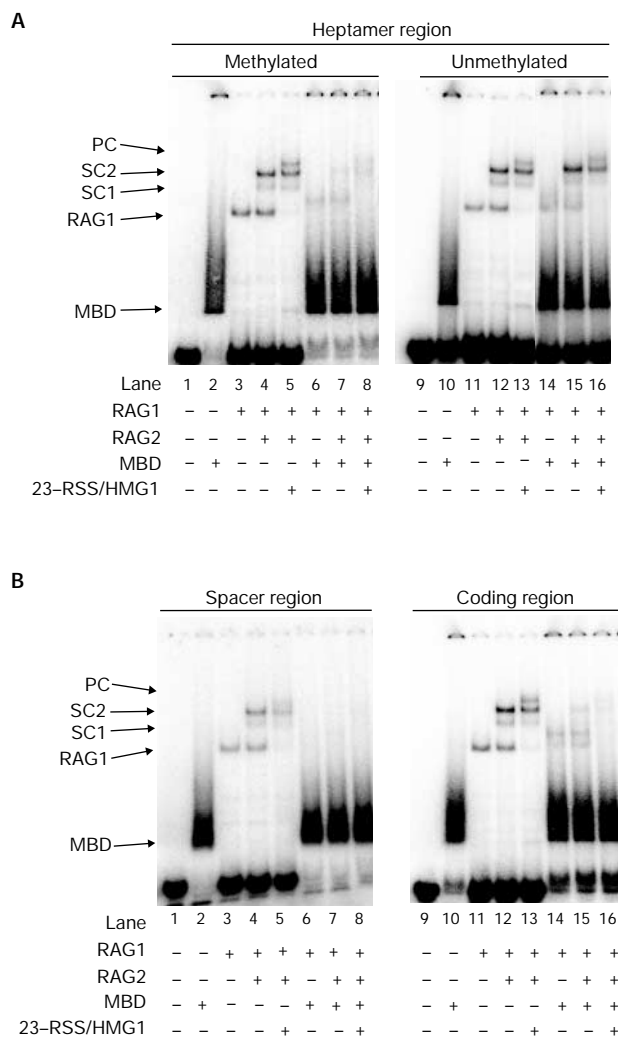 A
Heptamer region
Methylated Unmethylated
PC
SC2
SC1
RAG1
MBD
Lane 1 2 3 4 5 6 7 8 9 10 11 12 13 14 15 16
RAG1 – – + + + + + + – – + + + + + +
RAG2 – – – + + – + + – – – + + – + +
MBD – + – – – + + + – + – – – + + +
23–RSS/HMG1 – – – – + – – + – – – – + – – +
B
Spacer region Coding region
PC
SC2
SC1
RAG1
MBD
Lane 1 2 3 4 5 6 7 8 9 10 11 12 13 14 15 16
RAG1 – – + + + + + + – – + + + + + +
RAG2 – – – + + – + + – – – + + – + +
MBD – + – – – + + + – + – – – + + +
23–RSS/HMG1 – – – – + – – + – – – – + – – +